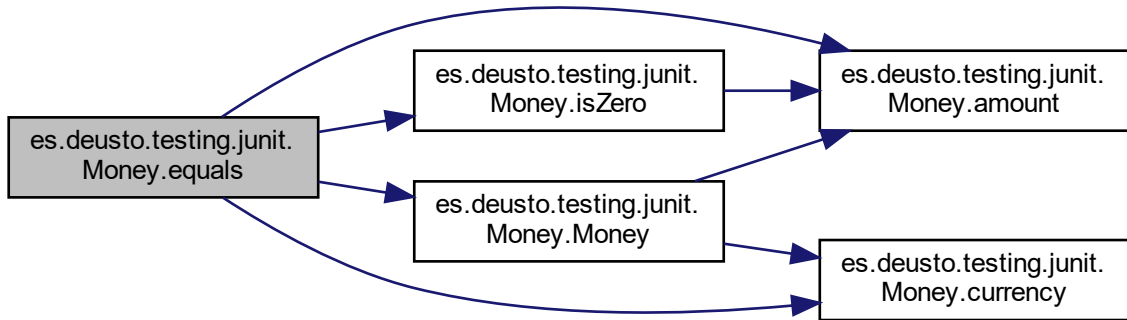 es.deusto.testing.junit.
Money.equals
es.deusto.testing.junit.
Money.isZero
es.deusto.testing.junit.
Money.Money
es.deusto.testing.junit.
Money.amount
es.deusto.testing.junit.
Money.currency